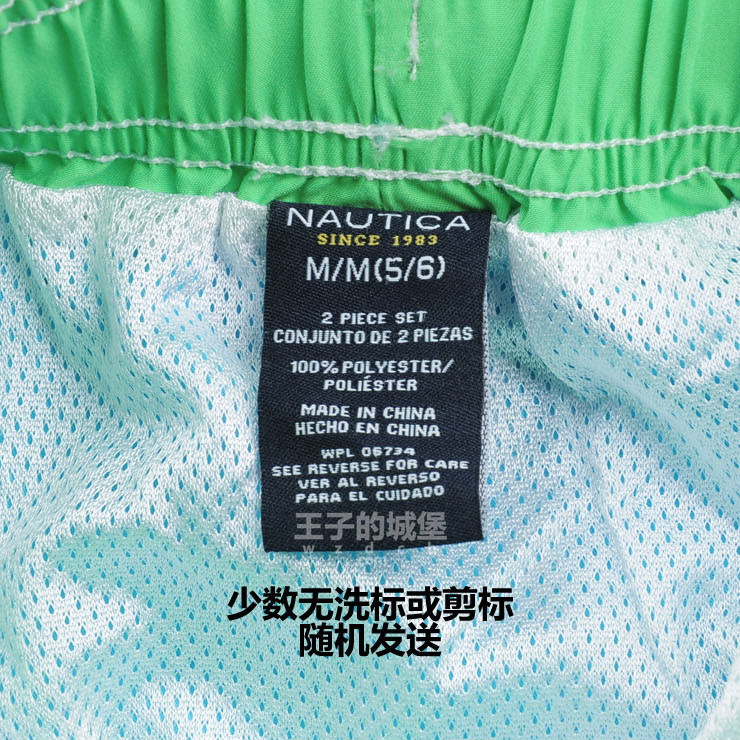 NAUTICA
SINCE 1983
M/M(5/6)
2 PIECE SET
CONJUNTO DE 2 PIEZAS
100% POLYESTER/
POLIÉSTER
MADE IN CHINA
HECHO EN CHINA
WPL 06734
SEE REVERSE FOR CARE
VER AL REVERSO
PARA EL CUIDADO
王子的城堡
少数无洗标或剪标
随机发送